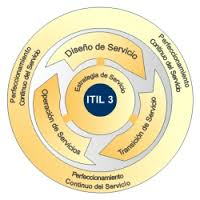 Diseño de Servicio
Perfeccionamiento
Continuo del Servicio
Perfeccionamiento
Continuo del Servicio
Estrategia de Servicio
ITIL 3
Operación de Servicios
Transición de Servicio
Perfeccionamiento
Continuo del Servicio